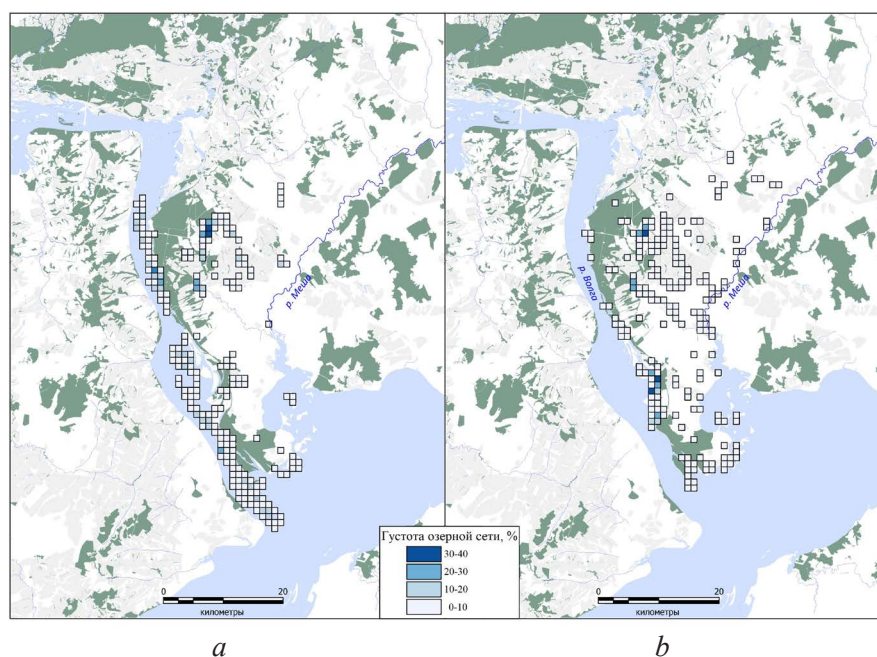 р. Меша
р. Волга
р. Меша
Густота озерной сети, %
30-40
20-30
10-20
0-10
0 20
километры
0 20
километры
a b